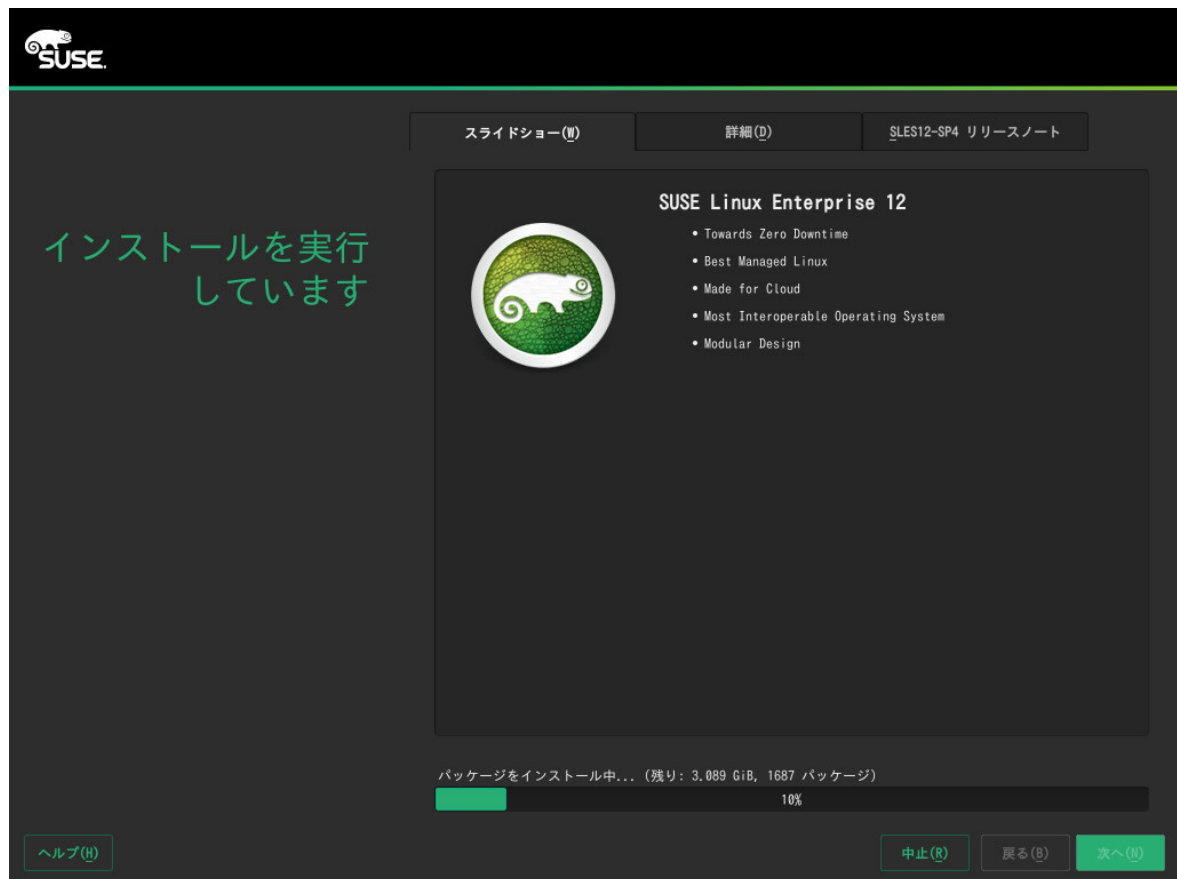 SUSE.
スライドショー(W)
詳細(D)
SLES12-SP4 リリースノート
インストールを実行
しています
SUSE Linux Enterprise 12
• Towards Zero Downtime
• Best Managed Linux
• Made for Cloud
• Most Interoperable Operating System
• Modular Design
パッケージをインストール中... (残り: 3.089 GiB, 1687 パッケージ)
10%
ヘルプ(H)
中止(R)
戻る(B)
次へ(N)